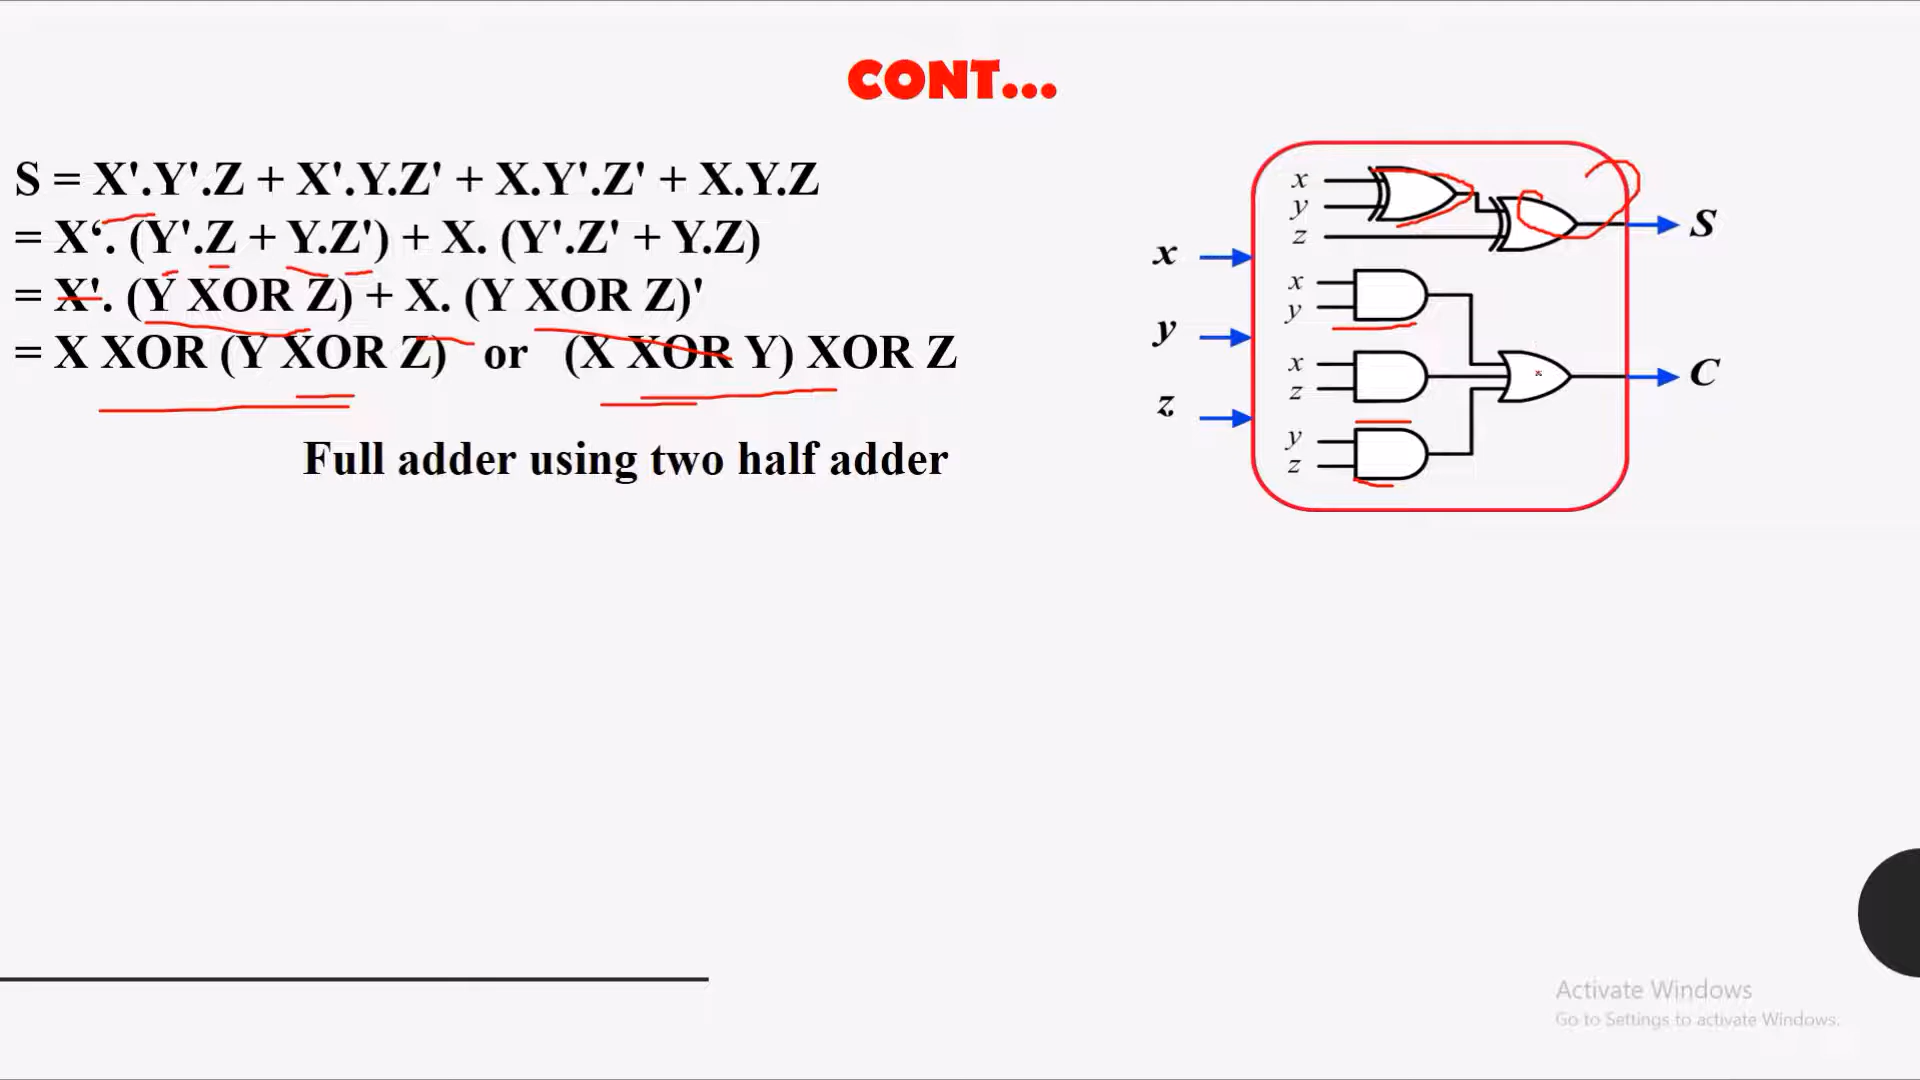 CONT...
S = X'.Y'.Z + X'.Y.Z' + X.Y'.Z' + X.Y.Z
= X‘. (Y'.Z + Y.Z') + X. (Y'.Z' + Y.Z)
= X'. (Y XOR Z) + X. (Y XOR Z)'
= X XOR (Y XOR Z) or (X XOR Y) XOR Z
Full adder using two half adder
x
y
z
x
y
z
x
y
x
z
y
z
S
C
Activate Windows
Go to Settings to activate Windows.